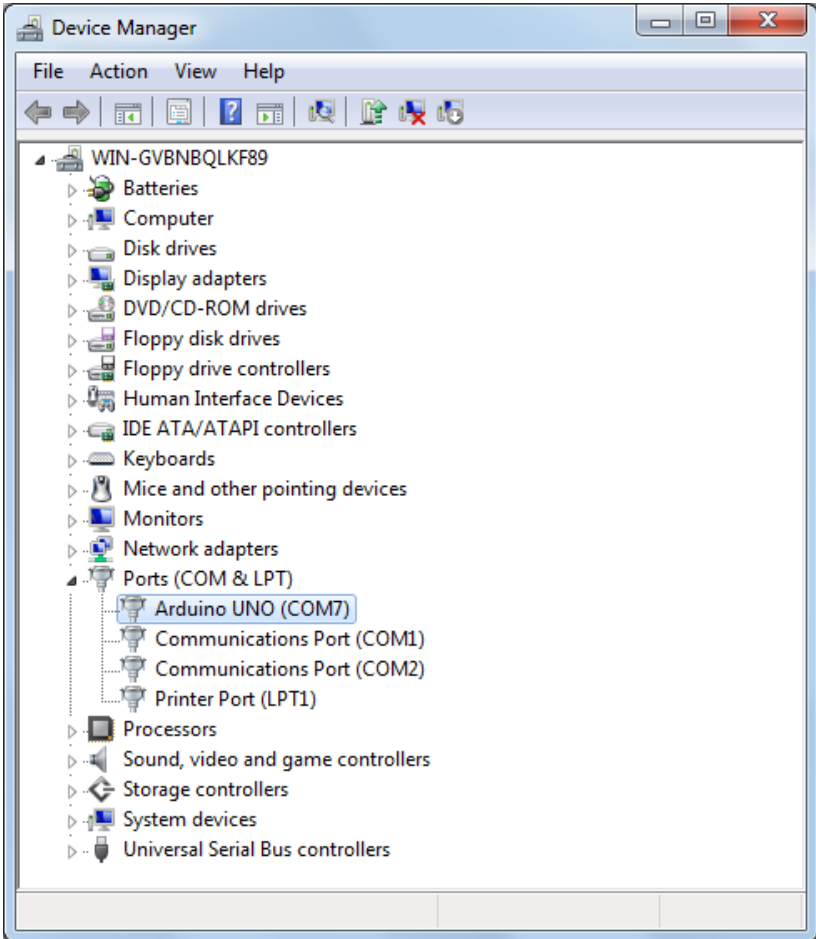 Device Manager
File Action View Help
WIN-GVBNBQLKF89
Batteries
Computer
Disk drives
Display adapters
DVD/CD-ROM drives
Floppy disk drives
Floppy drive controllers
Human Interface Devices
IDE ATA/ATAPI controllers
Keyboards
Mice and other pointing devices
Monitors
Network adapters
Ports (COM & LPT)
Arduino UNO (COM7)
Communications Port (COM1)
Communications Port (COM2)
Printer Port (LPT1)
Processors
Sound, video and game controllers
Storage controllers
System devices
Universal Serial Bus controllers